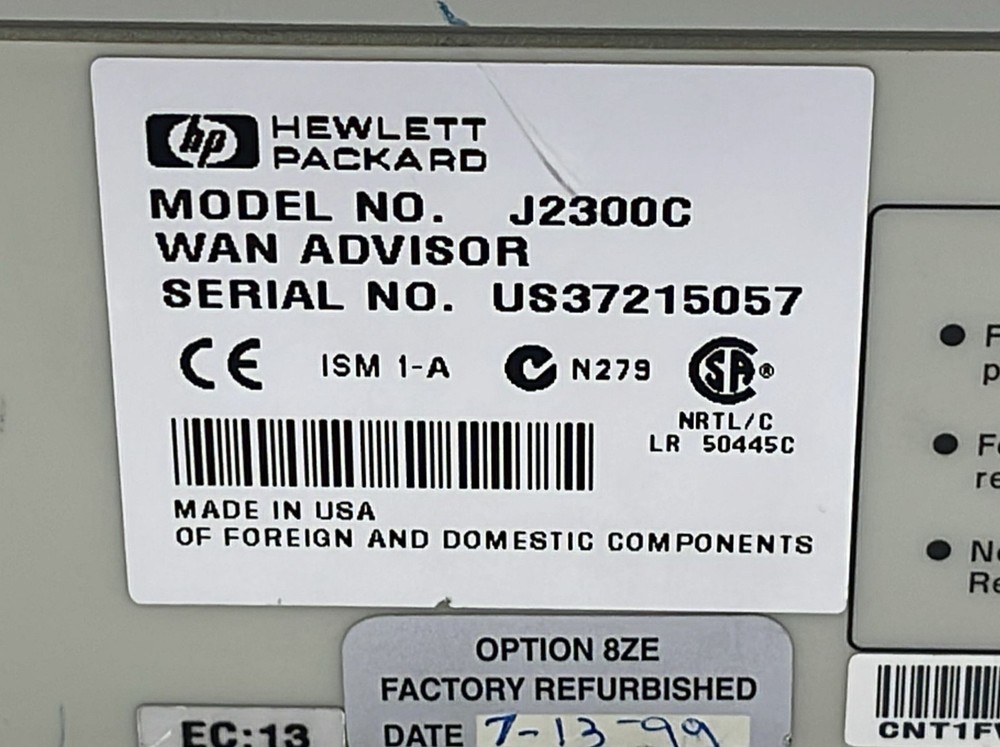 hp HEWLETT
PACKARD
MODEL NO. J2300C
WAN ADVISOR
SERIAL NO. US37215057
CE ISM 1-A N279 SA®
NRTL/C
LR 50445C
MADE IN USA
OF FOREIGN AND DOMESTIC COMPONENTS
OPTION 8ZE
FACTORY REFURBISHED
DATE 7-13-99
EC:13